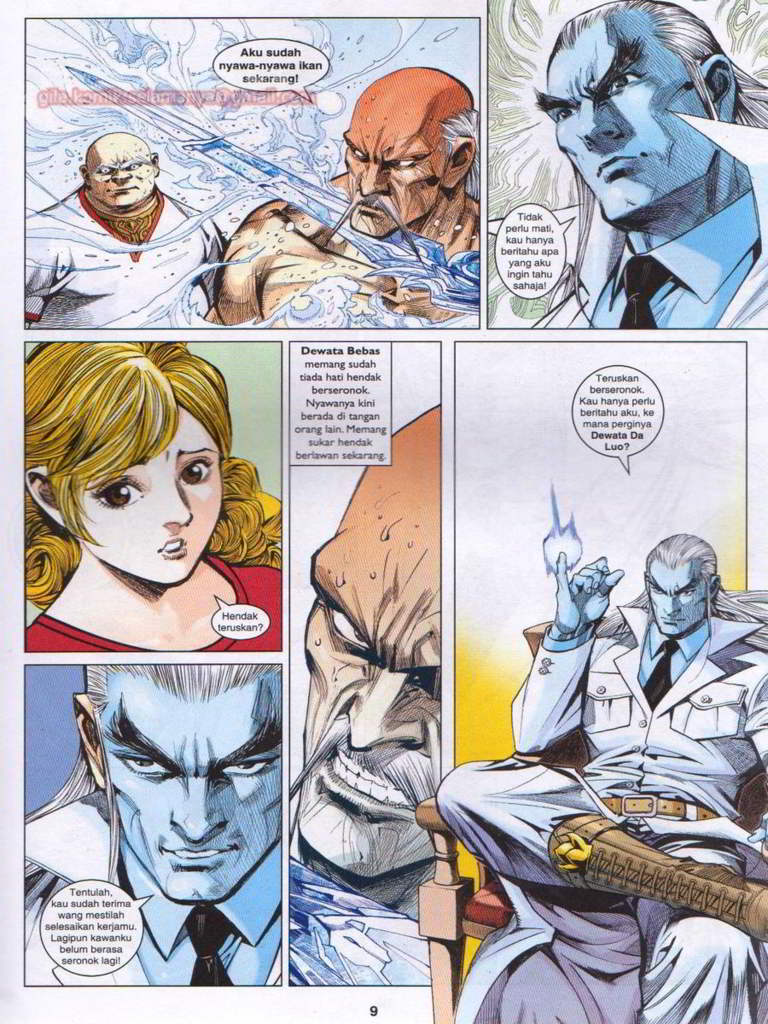 Aku sudah
nyawa-nyawa ikan
sekarang!
Tidak
perlu mati,
kau hanya
beritahu apa
yang aku
ingin tahu
sahaja!
Hendak
teruskan?
Dewata Bebas
memang sudah
tiada hati hendak
berseronok.
Nyawanya kini
berada di tangan
orang lain. Memang
sukar hendak
berlawan sekarang.
Teruskan
berseronok.
Kau hanya perlu
beritahu aku, ke
mana perginya
Dewata Da
Luo?
Tentulah,
kau sudah terima
wang mestilah
selesaikan kerjamu.
Lagipun kawanku
belum berasa
seronok lagi!
9